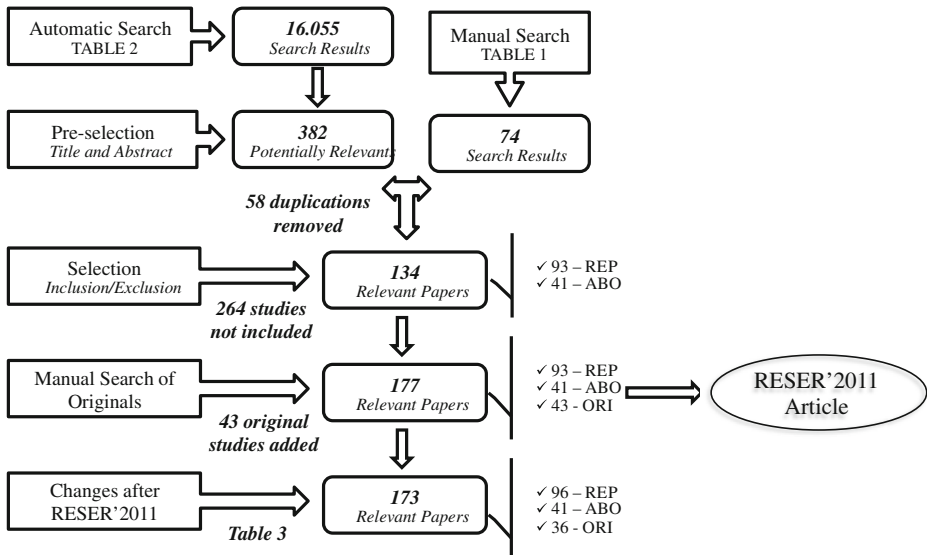 Automatic Search
TABLE 2
16.055
Search Results
Manual Search
TABLE 1
Pre-selection
Title and Abstract
382
Potentially Relevants
74
Search Results
58 duplications
removed
Selection
Inclusion/Exclusion
134
Relevant Papers
✓ 93 – REP
✓ 41 – ABO
264 studies
not included
Manual Search of
Originals
177
Relevant Papers
✓ 93 – REP
✓ 41 – ABO
✓ 43 - ORI
RESER'2011
Article
43 original
studies added
Changes after
RESER'2011
173
Relevant Papers
✓ 96 – REP
✓ 41 – ABO
✓ 36 - ORI
Table 3